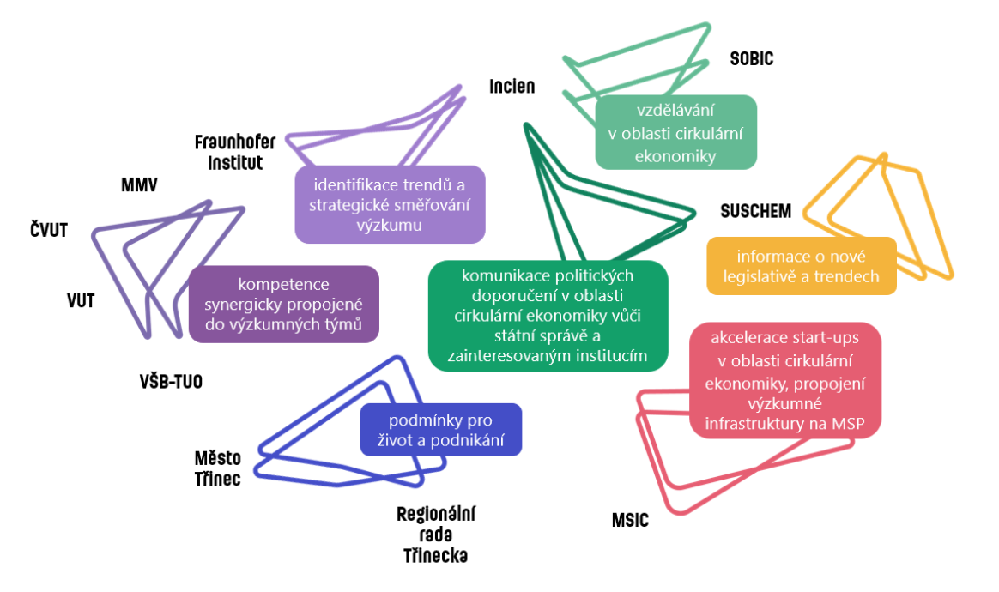 SOBIC
Incien
vzdělávání
v oblasti cirkulární
ekonomiky
Fraunhofer
Institut
identifikace trendů a
strategické směřování
výzkumu
MMV
ČVUT
VUT
kompetence
synergicky propojené
do výzkumných týmů
VŠB-TUO
SUSCHEM
informace o nové
legislativě a trendech
komunikace politických
doporučení v oblasti
cirkulární ekonomiky vůči
státní správě a
zainteresovaným institucím
akcelerace start-ups
v oblasti cirkulární
ekonomiky, propojení
výzkumné
infrastruktury na MSP
podmínky pro
život a podnikání
Město
Třinec
Regionální
rada
Třinecka
MSIC